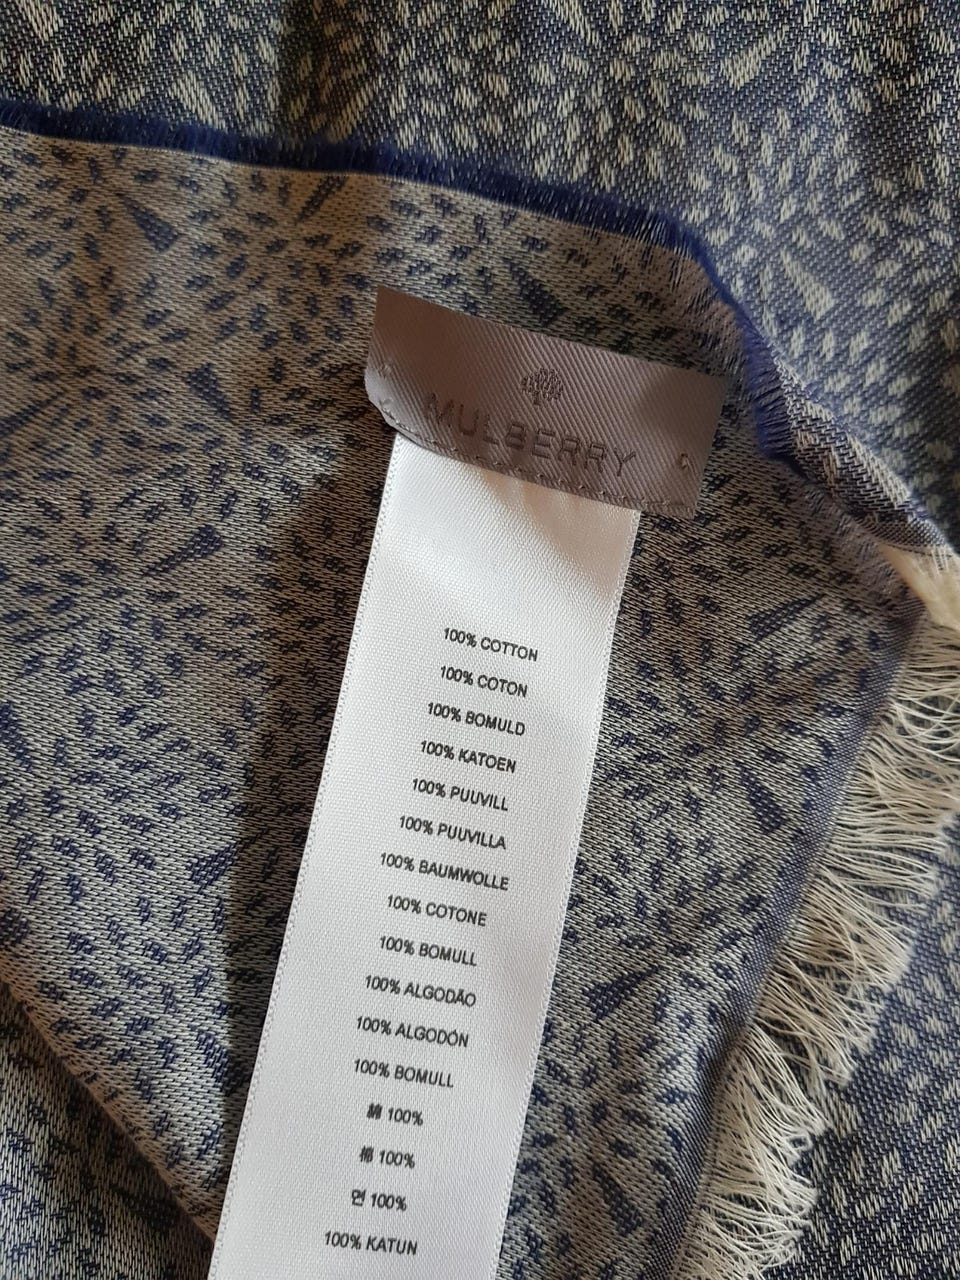 MULBERRY
100% COTTON
100% COTON
100% BOMULD
100% KATOEN
100% PUUVILL
100% PUUVILLA
100% BAUMWOLLE
100% COTONE
100% BOMULL
100% ALGODÃO
100% ALGODÓN
100% BOMULL
綿 100%
棉 100%
면 100%
100% KATUN